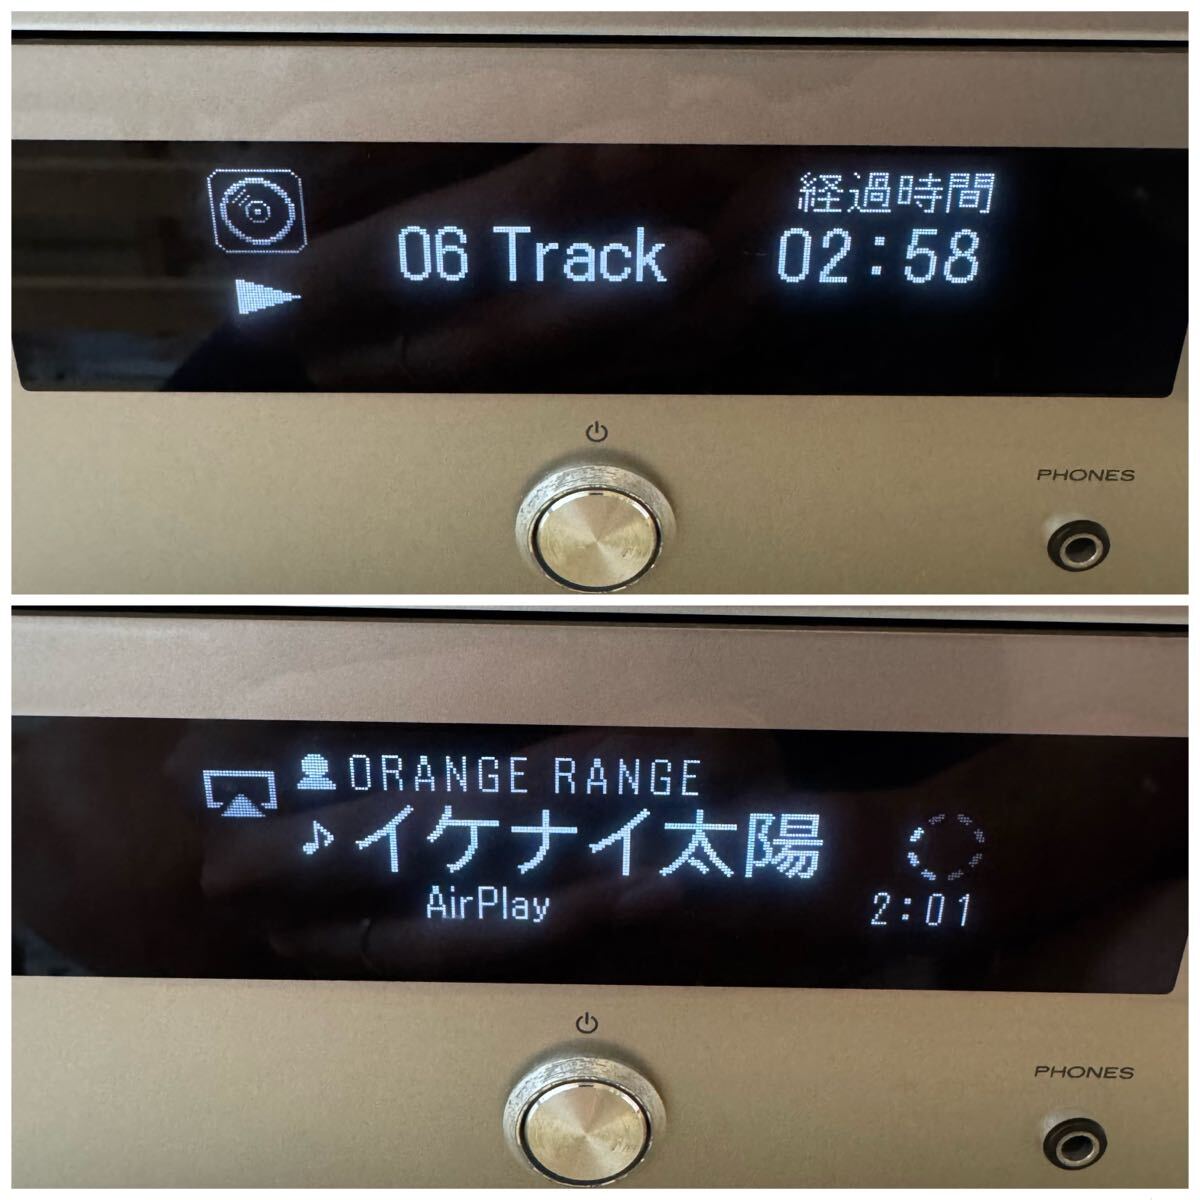 経過時間
06 Track 02:58
PHONES
ORANGE RANGE
♪イケナイ太陽
AirPlay 2:01
PHONES